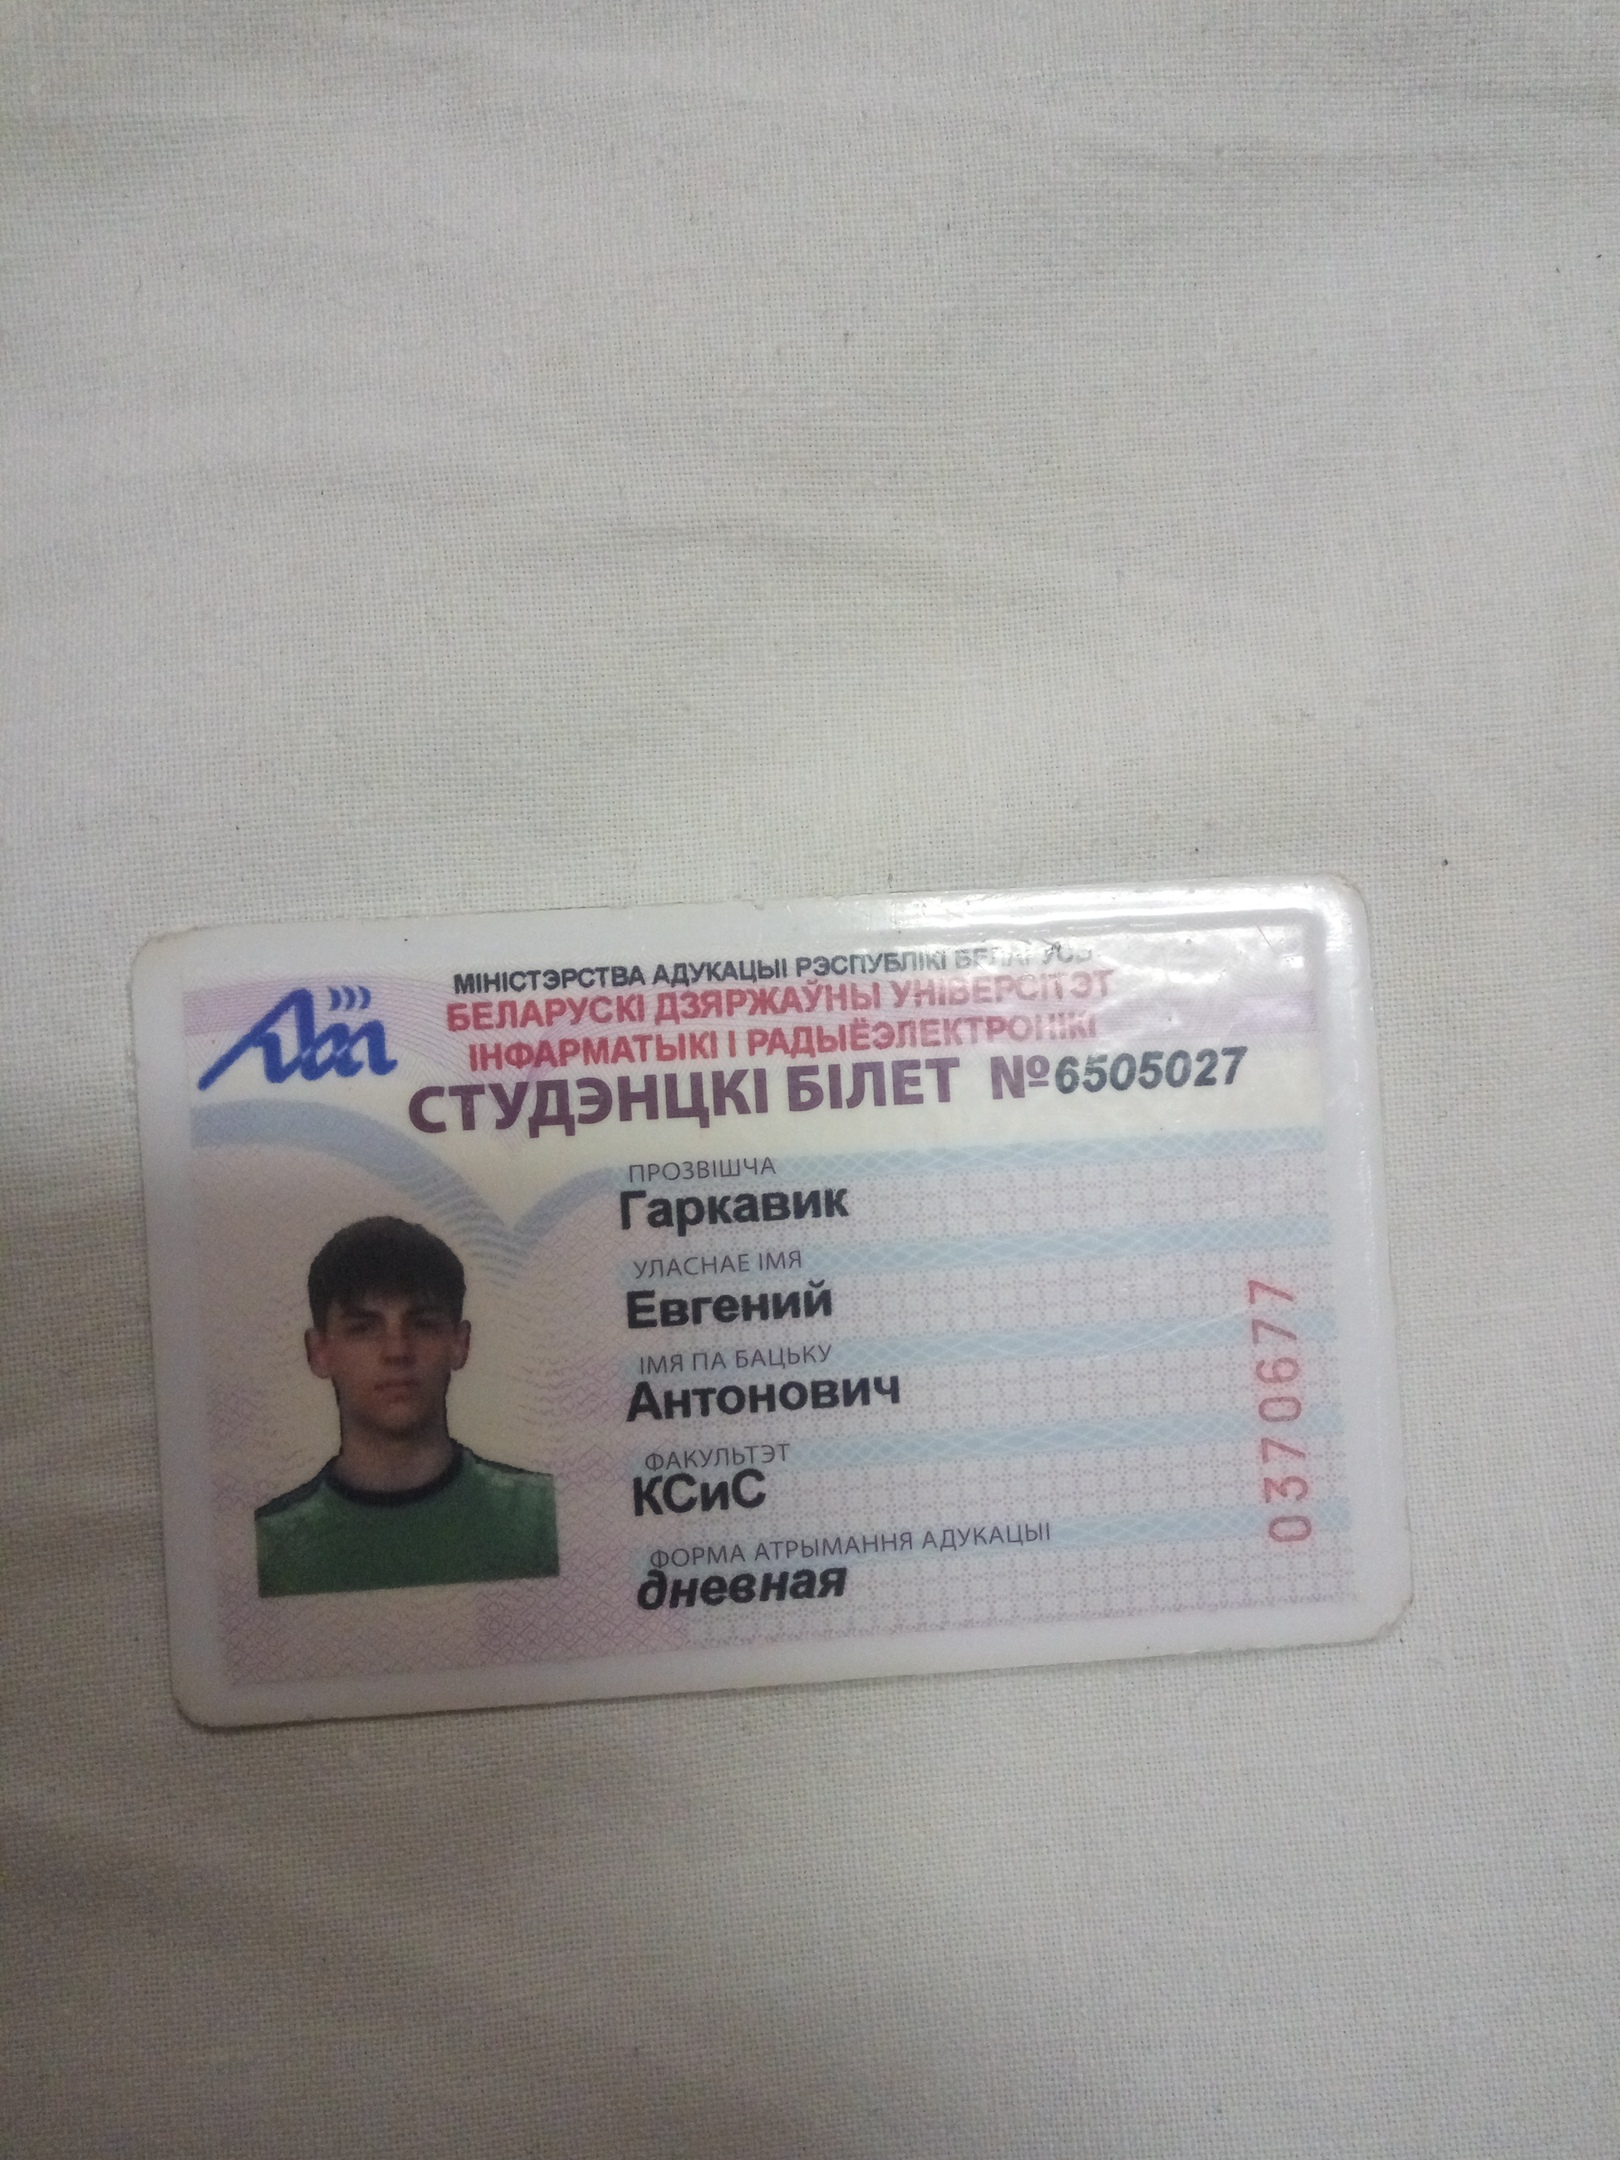 МІНІСТЭРСТВА АДУКАЦЫІ РЭСПУБЛІКІ БЕЛАРУСЬ
БЕЛАРУСКІ ДЗЯРЖАЎНЫ УНІВЕРСІТЭТ
ІНФАРМАТЫКІ І РАДЫЁЭЛЕКТРОНІКІ
СТУДЭНЦКІ БІЛЕТ №6505027
ПРОЗВІШЧА
Гаркавик
УЛАСНАЕ ІМЯ
Евгений
ІМЯ ПА БАЦЬКУ
Антонович
ФАКУЛЬТЭТ
КСиС
ФОРМА АТРЫМАННЯ АДУКАЦЫІ
дневная
0370677